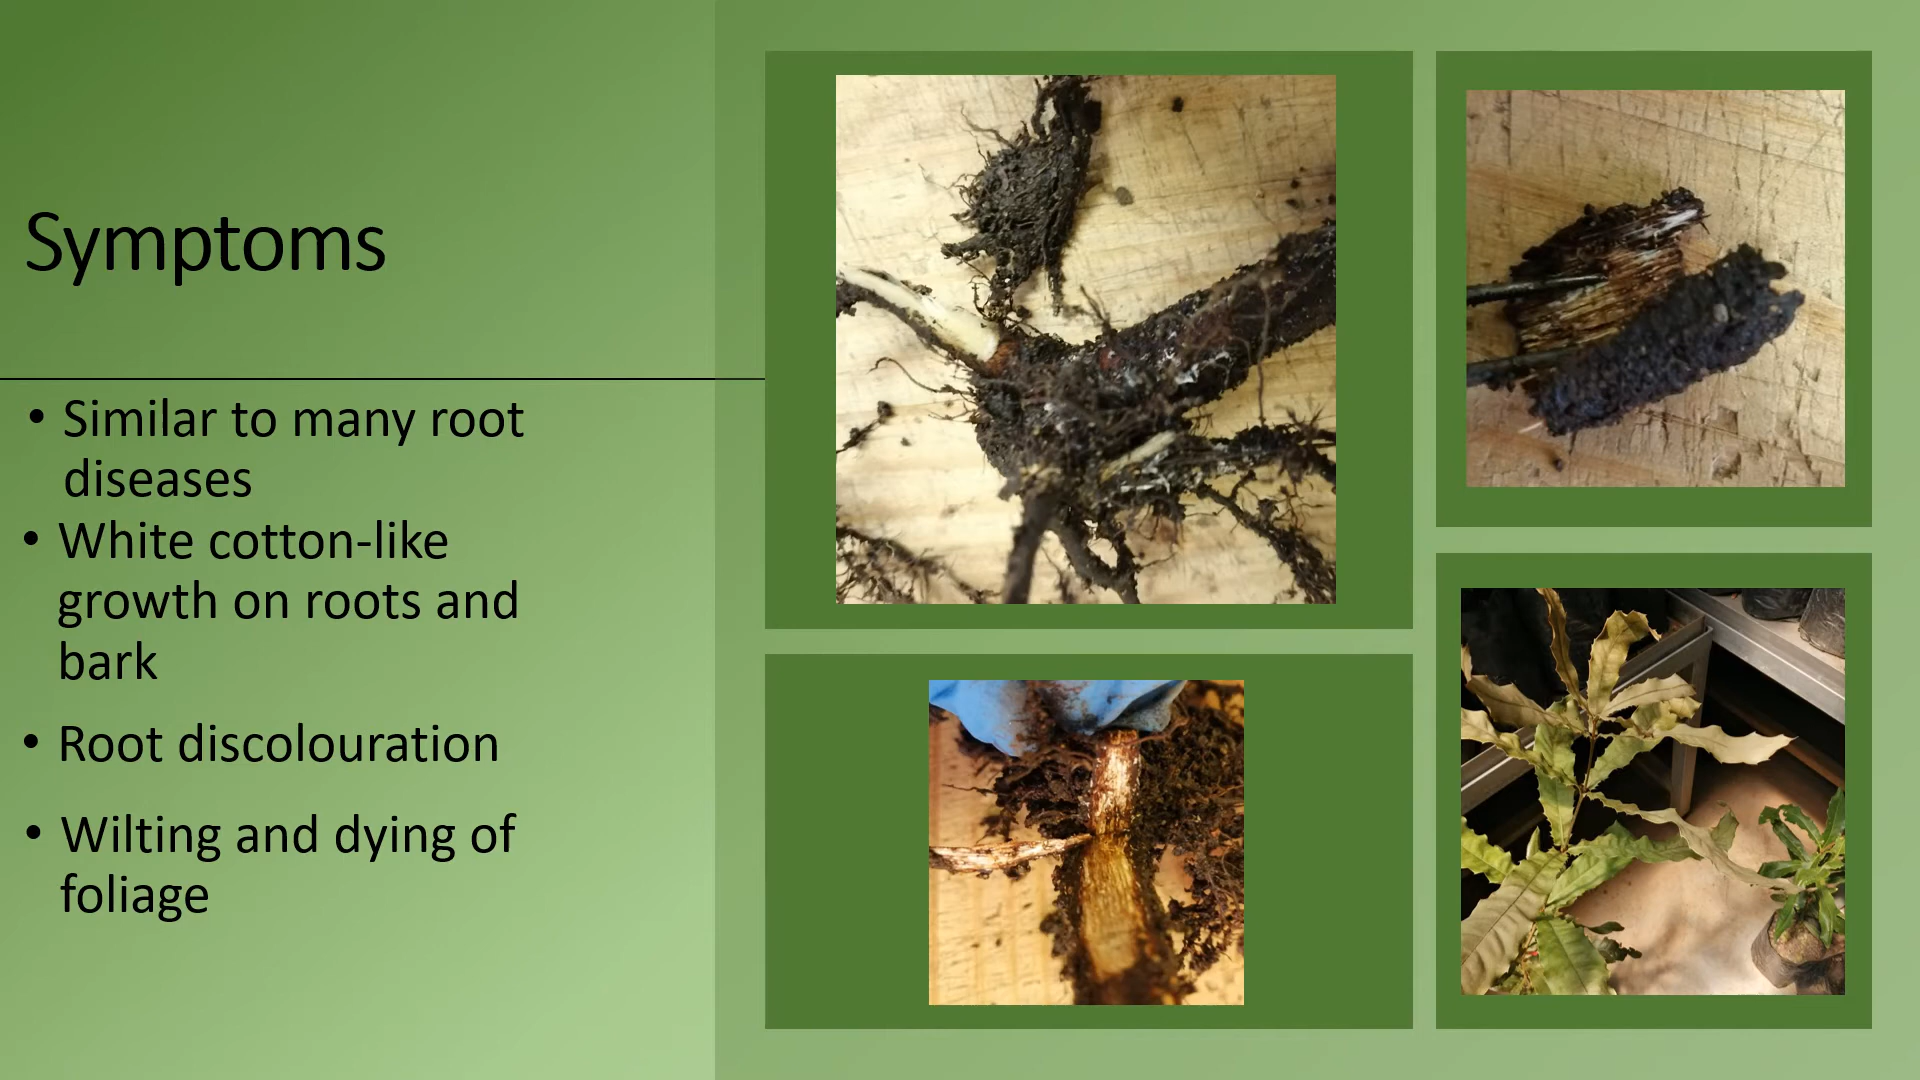 Symptoms
• Similar to many root
diseases
• White cotton-like
growth on roots and
bark
• Root discolouration
• Wilting and dying of
foliage